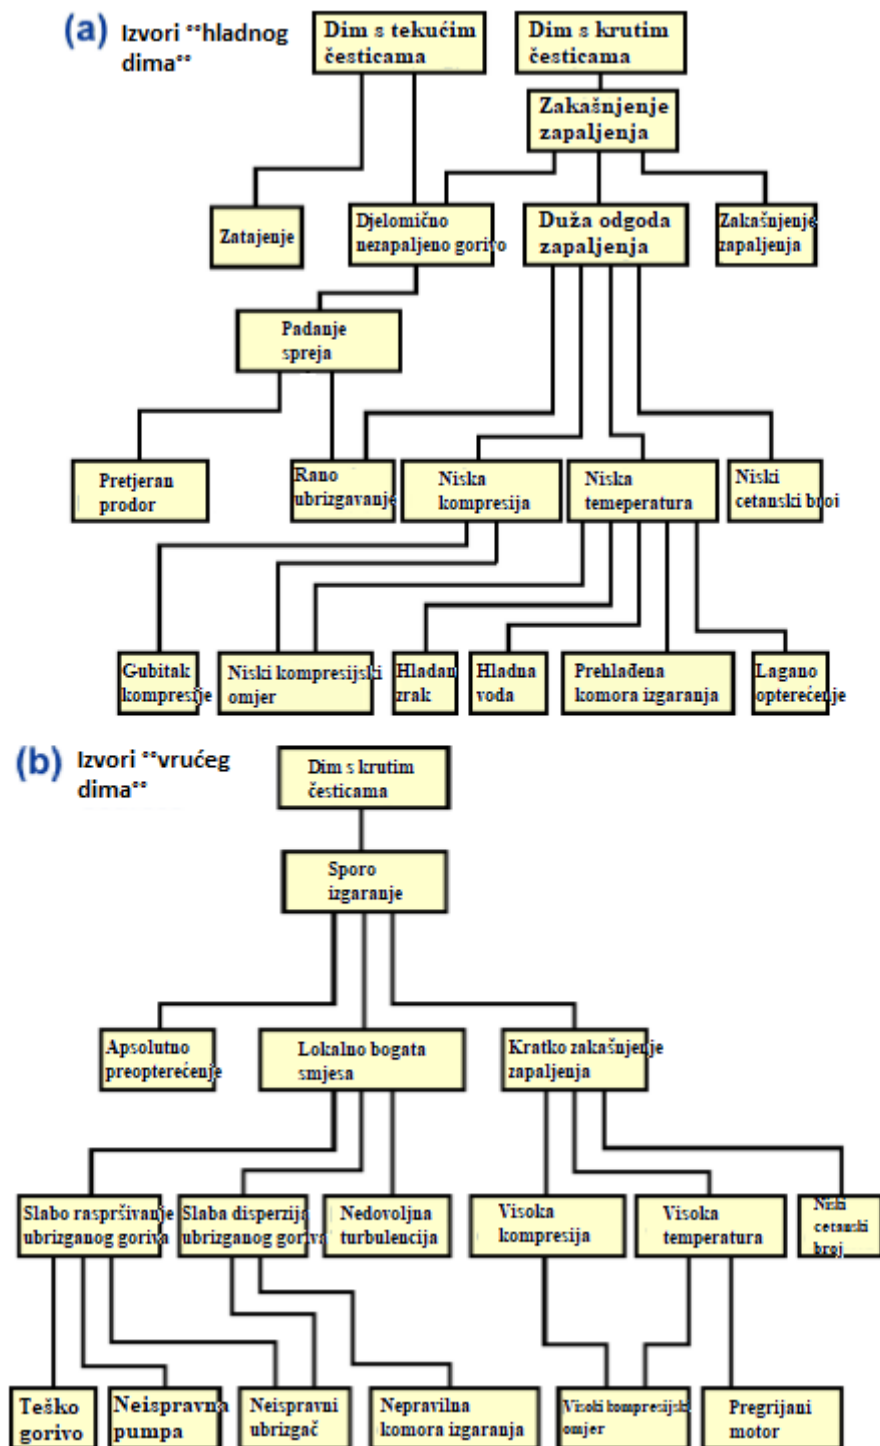 (a) Izvori °°hladnog
dima°°
Dim s tekućim
česticama
Dim s krutim
česticama
Zakašnjenje
zapaljenja
Zatajenje
Djelomično
nezapaljeno gorivo
Duža odgoda
zapaljenja
Zakašnjenje
zapaljenja
Padanje
spreja
Pretjeran
prodor
Rano
ubrizgavanje
Niska
kompresija
Niska
temeperatura
Niski
cetanski broi
Gubitak
kompresije
Niski kompresijski
omjer
Hladan
zrak
Hladna
voda
Prehlađena
komora izgaranja
Lagano
opterećenje
(b) Izvori °°vrućeg
dima°°
Dim s krutim
česticama
Sporo
izgaranje
Apsolutno
preopterećenje
Lokalno bogata
smjesa
Kratko zakašnjenje
zapaljenja
Slabo raspršivanje
ubrizganog goriva
Slaba disperzija
ubrizganog goriva
Nedovoljna
turbulencija
Visoka
kompresija
Visoka
temperatura
Niski
cetanski
broj
Teško
gorivo
Neispravna
pumpa
Neispravni
ubrizgač
Nepravilna
komora izgaranja
Visoki kompresijski
omjer
Pregrijani
motor